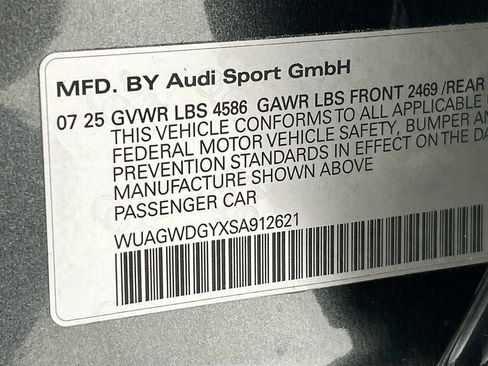 MFD. BY Audi Sport GmbH
07 25 GVWR LBS 4586 GAWR LBS FRONT 2469 /REAR
THIS VEHICLE CONFORMS TO ALL APPLICABLE
FEDERAL MOTOR VEHICLE SAFETY, BUMPER AN
PREVENTION STANDARDS IN EFFECT ON THE DA
MANUFACTURE SHOWN ABOVE
PASSENGER CAR
WUAGWDGYXSA912621